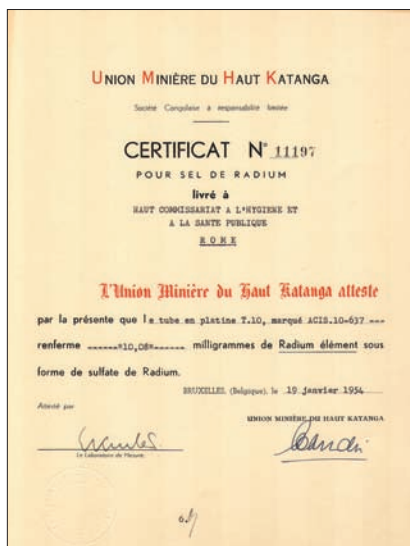 UNION MINIÈRE DU HAUT KATANGA
Société Congolaise à responsabilité limitée
CERTIFICAT N° 11197
POUR SEL DE RADIUM
livré à
HAUT COMMISSARIAT A L'HYGIENE ET
A LA SANTE PUBLIQUE
ROME
L'Union Minière du Haut Katanga atteste
par la présente que le tube en platine T.10, marqué ACIS.10-637 ---
renferme ------"10,08"------ milligrammes de Radium élément sous
forme de sulfate de Radium.
BRUXELLES, (Belgique), le 19 janvier 1954
Attesté par
UNION MINIÈRE DU HAUT KATANGA
Le Laboratoire de Mesure.